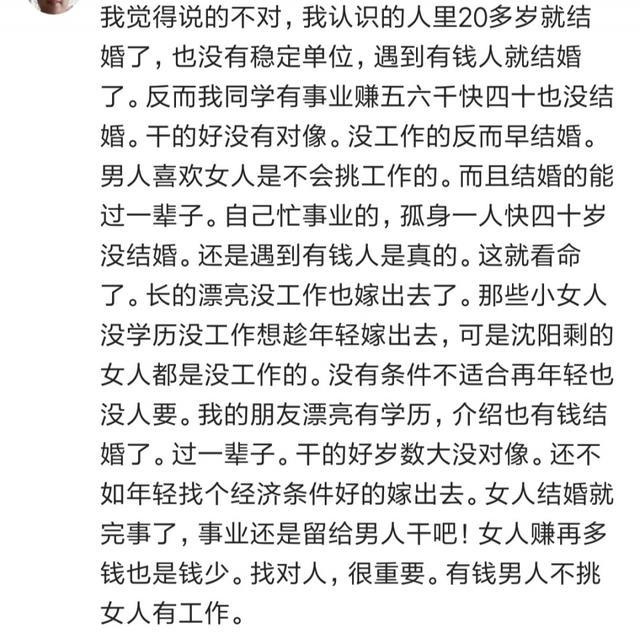 我觉得说的不对，我认识的人里20多岁就结
婚了，也没有稳定单位，遇到有钱人就结婚
了。反而我同学有事业赚五六千快四十也没结
婚。干的好没有对像。没工作的反而早结婚。
男人喜欢女人是不会挑工作的。而且结婚的能
过一辈子。自己忙事业的，孤身一人快四十岁
没结婚。还是遇到有钱人是真的。这就看命
了。长的漂亮没工作也嫁出去了。那些小女人
没学历没工作想趁年轻嫁出去，可是沈阳剩的
女人都是没工作的。没有条件不适合再年轻也
没人要。我的朋友漂亮有学历，介绍也有钱结
婚了。过一辈子。干的好岁数大没对像。还不
如年轻找个经济条件好的嫁出去。女人结婚就
完事了，事业还是留给男人干吧！女人赚再多
钱也是钱少。找对人，很重要。有钱男人不挑
女人有工作。